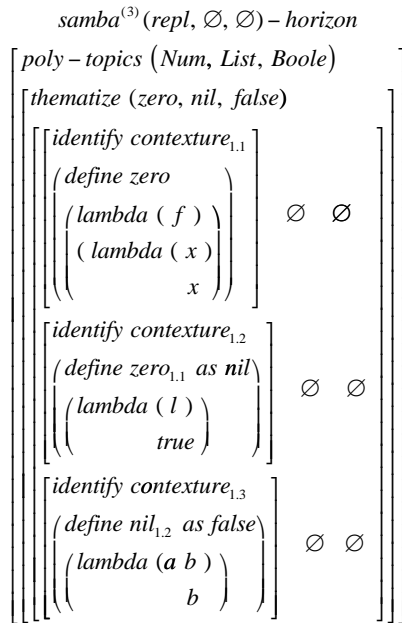 samba⁽³⁾ (repl, ∅, ∅) – horizon
poly – topics (Num, List, Boole)
thematize (zero, nil, false)
identify contexture₁.₁
(define zero
(lambda ( f )
( lambda ( x )
x
∅ ∅
identify contexture₁.₂
(define zero₁.₁ as nil)
(lambda ( l )
true)
∅ ∅
identify contexture₁.₃
(define nil₁.₂ as false)
(lambda (a b )
b)
∅ ∅